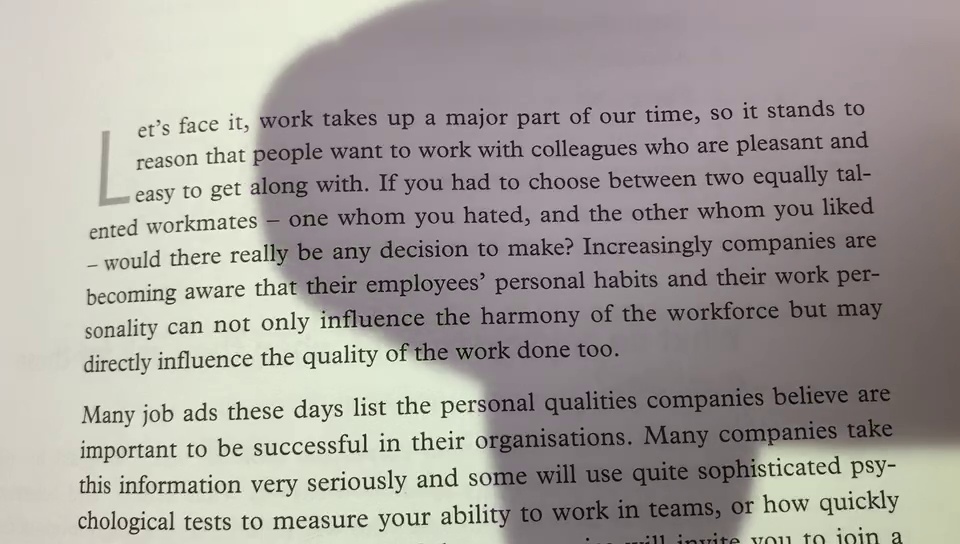 Let's face it, work takes up a major part of our time, so it stands to
reason that people want to work with colleagues who are pleasant and
easy to get along with. If you had to choose between two equally tal-
ented workmates – one whom you hated, and the other whom you liked
– would there really be any decision to make? Increasingly companies are
becoming aware that their employees' personal habits and their work per-
sonality can not only influence the harmony of the workforce but may
directly influence the quality of the work done too.
Many job ads these days list the personal qualities companies believe are
important to be successful in their organisations. Many companies take
this information very seriously and some will use quite sophisticated psy-
chological tests to measure your ability to work in teams, or how quickly
will invite you to join a